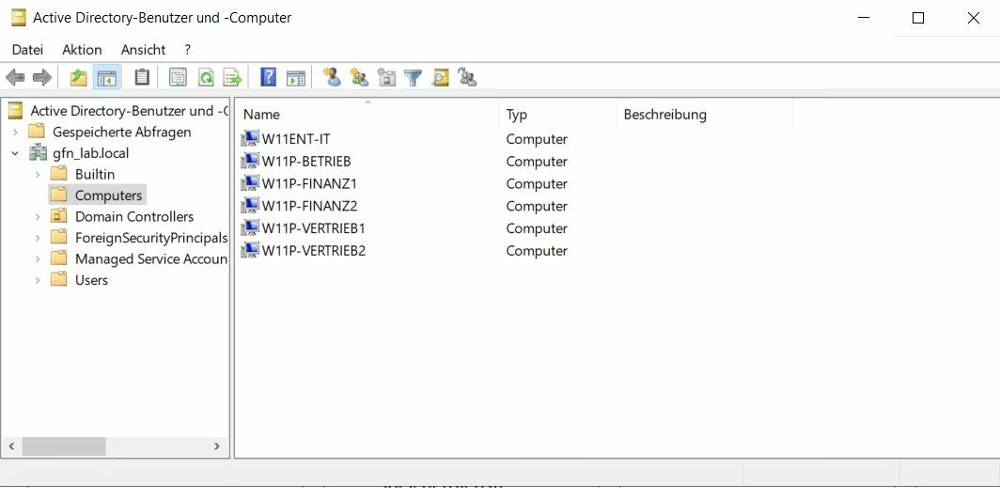 Active Directory-Benutzer und -Computer
Datei Aktion Ansicht ?
Active Directory-Benutzer und -C
Gespeicherte Abfragen
gfn_lab.local
Builtin
Computers
Domain Controllers
ForeignSecurityPrincipals
Managed Service Accoun
Users
Name Typ Beschreibung
W11ENT-IT Computer
W11P-BETRIEB Computer
W11P-FINANZ1 Computer
W11P-FINANZ2 Computer
W11P-VERTRIEB1 Computer
W11P-VERTRIEB2 Computer